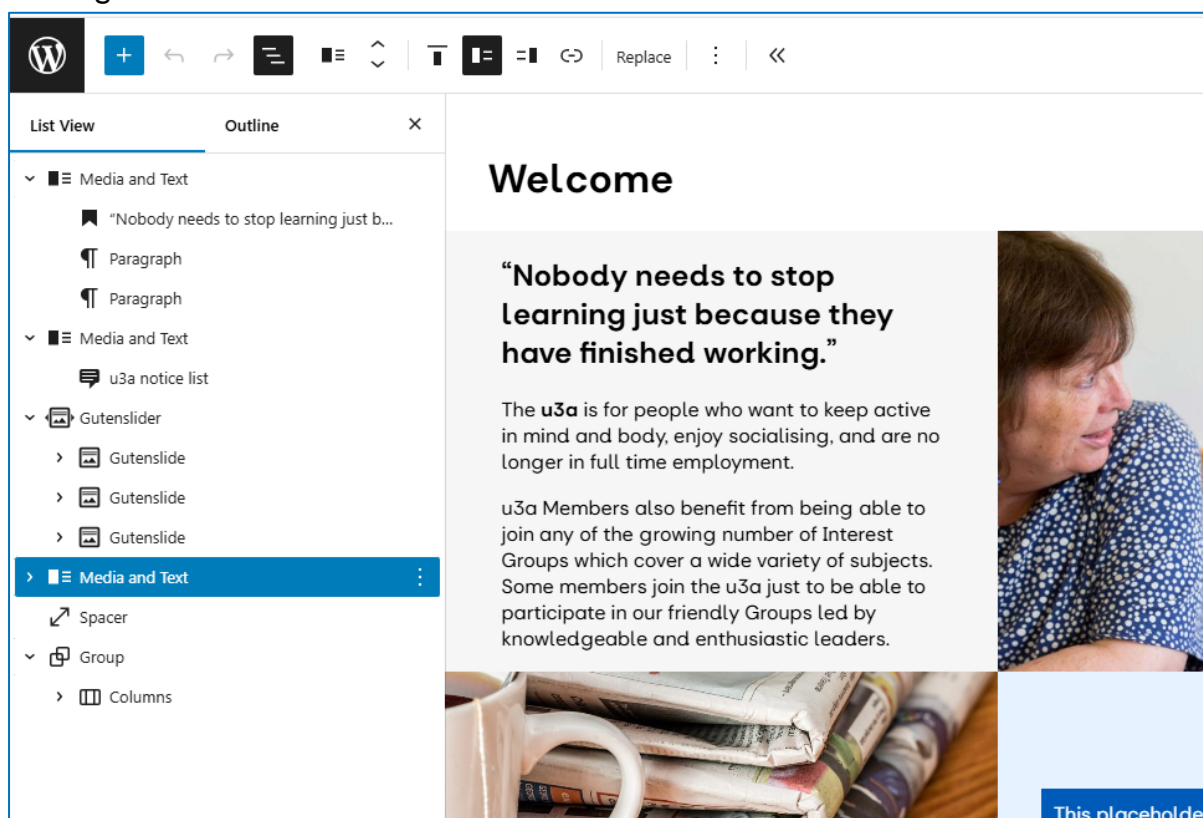 Replace
List View
Outline
Media and Text
“Nobody needs to stop learning just b...
Paragraph
Paragraph
Media and Text
u3a notice list
Gutenslider
Gutenslide
Gutenslide
Gutenslide
Media and Text
Spacer
Group
Columns
Welcome
“Nobody needs to stop
learning just because they
have finished working.”
The u3a is for people who want to keep active
in mind and body, enjoy socialising, and are no
longer in full time employment.
u3a Members also benefit from being able to
join any of the growing number of Interest
Groups which cover a wide variety of subjects.
Some members join the u3a just to be able to
participate in our friendly Groups led by
knowledgeable and enthusiastic leaders.
This placeholde